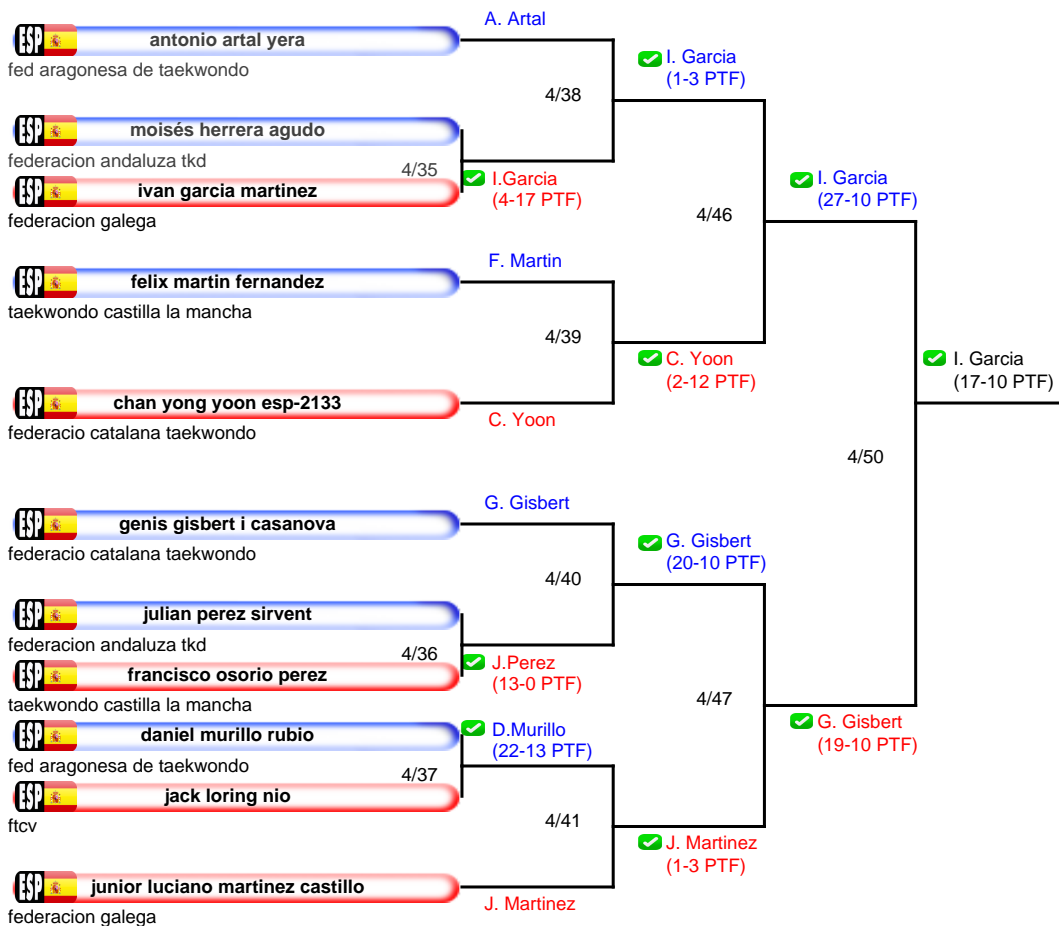 A. Artal
ESP antonio artal yera
fed aragonesa de taekwondo
I. Garcia
(1-3 PTF)
4/38
ESP moisés herrera agudo
federacion andaluza tkd
4/35
ESP ivan garcia martinez
federacion galega
I.Garcia
(4-17 PTF)
I. Garcia
(27-10 PTF)
4/46
F. Martin
ESP felix martin fernandez
taekwondo castilla la mancha
4/39
C. Yoon
(2-12 PTF)
I. Garcia
(17-10 PTF)
ESP chan yong yoon esp-2133
federacio catalana taekwondo
C. Yoon
4/50
G. Gisbert
ESP genis gisbert i casanova
federacio catalana taekwondo
G. Gisbert
(20-10 PTF)
4/40
ESP julian perez sirvent
federacion andaluza tkd
4/36
ESP francisco osorio perez
taekwondo castilla la mancha
J.Perez
(13-0 PTF)
4/47
ESP daniel murillo rubio
fed aragonesa de taekwondo
D.Murillo
(22-13 PTF)
G. Gisbert
(19-10 PTF)
4/37
ESP jack loring nio
ftcv
4/41
J. Martinez
(1-3 PTF)
ESP junior luciano martinez castillo
federacion galega
J. Martinez